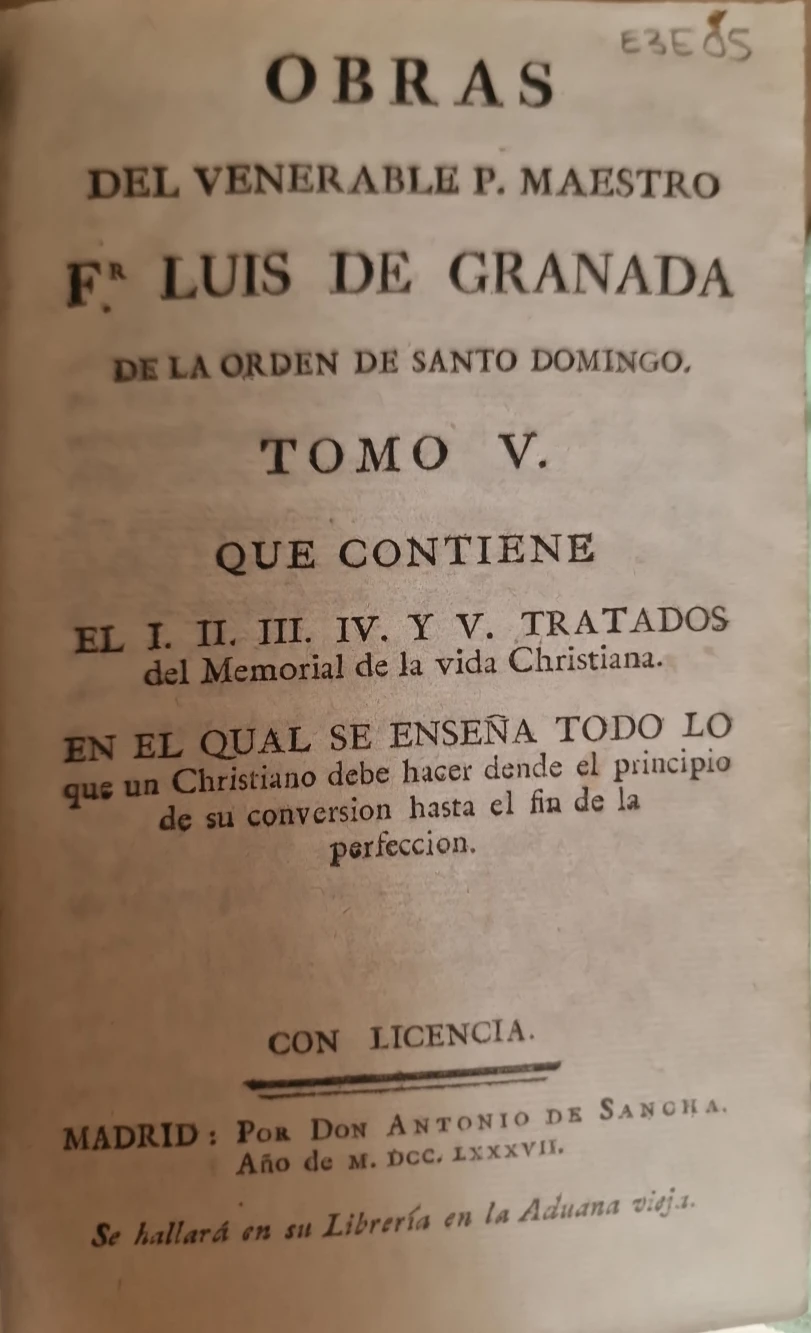 E3E 85
OBRAS
DEL VENERABLE P. MAESTRO
F.R LUIS DE GRANADA
DE LA ORDEN DE SANTO DOMINGO.
TOMO V.
QUE CONTIENE
EL I. II. III. IV. Y V. TRATADOS
del Memorial de la vida Christiana.
EN EL QUAL SE ENSEÑA TODO LO
que un Christiano debe hacer dende el principio
de su conversion hasta el fin de la
perfeccion.
CON LICENCIA.
MADRID: POR DON ANTONIO DE SANCHA.
Año de M. DCC. LXXXVII.
Se hallará en su Librería en la Aduana vieja.